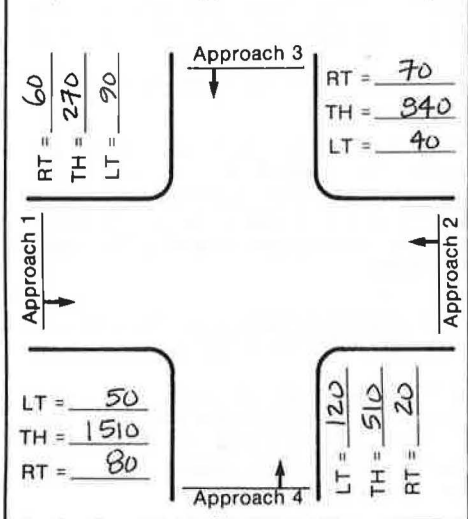 Approach 3
RT = 60
TH = 270
LT = 90
RT = 70
TH = 940
LT = 40
Approach 1
Approach 2
LT = 50
TH = 1510
RT = 80
LT = 120
TH = 510
RT = 20
Approach 4